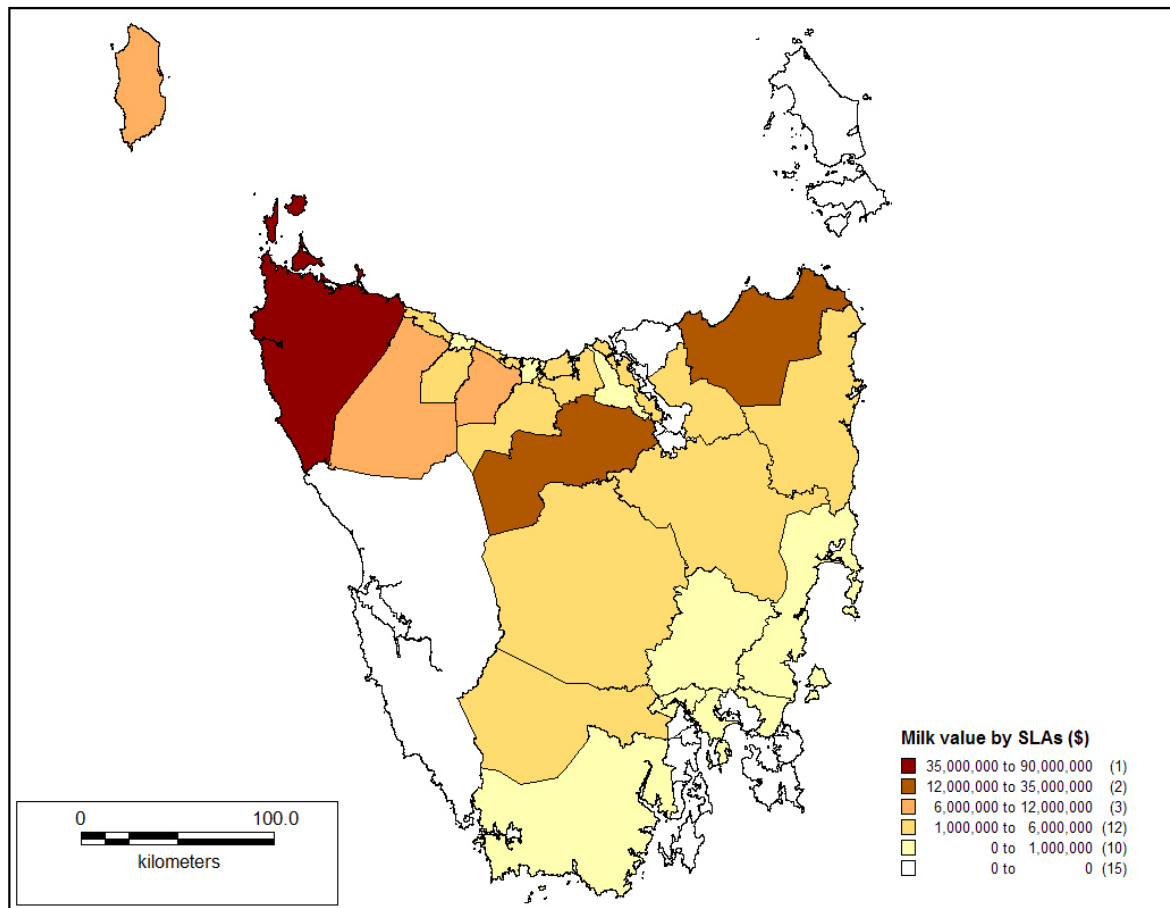 Milk value by SLAs ($)
35,000,000 to 90,000,000 (1)
12,000,000 to 35,000,000 (2)
6,000,000 to 12,000,000 (3)
1,000,000 to 6,000,000 (12)
0 to 1,000,000 (10)
0 to 0 (15)
0 100.0
kilometers